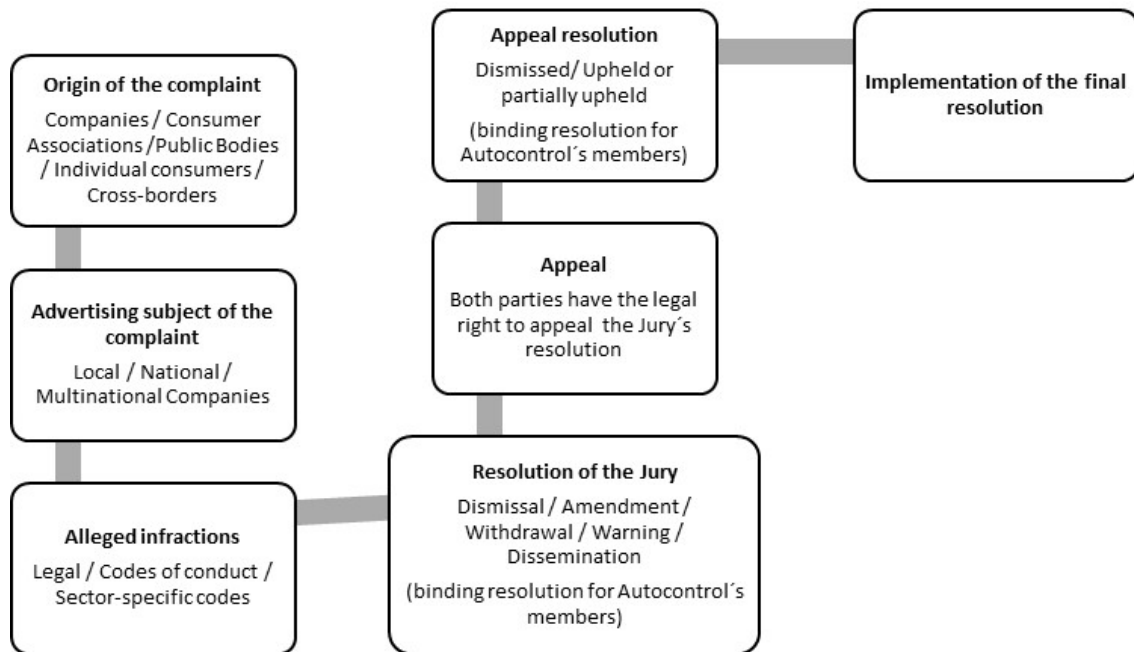 Origin of the complaint
Companies / Consumer
Associations /Public Bodies
/ Individual consumers /
Cross-borders
Advertising subject of the
complaint
Local / National /
Multinational Companies
Alleged infractions
Legal / Codes of conduct /
Sector-specific codes
Resolution of the Jury
Dismissal / Amendment /
Withdrawal / Warning /
Dissemination
(binding resolution for Autocontrol´s
members)
Appeal
Both parties have the legal
right to appeal the Jury´s
resolution
Appeal resolution
Dismissed/ Upheld or
partially upheld
(binding resolution for
Autocontrol´s members)
Implementation of the final
resolution